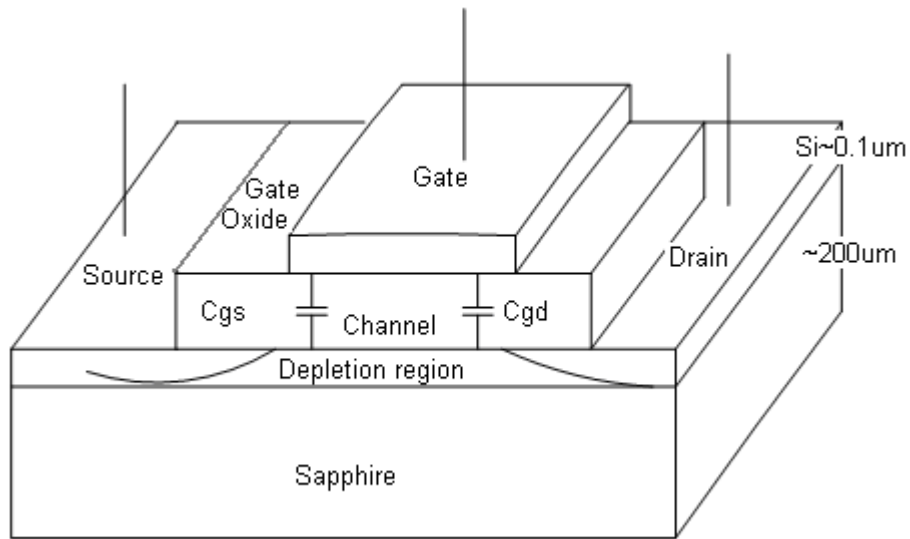 Si~0.1um
Gate
Gate
Oxide
Source
Drain
~200um
Cgs
Channel
Cgd
Depletion region
Sapphire